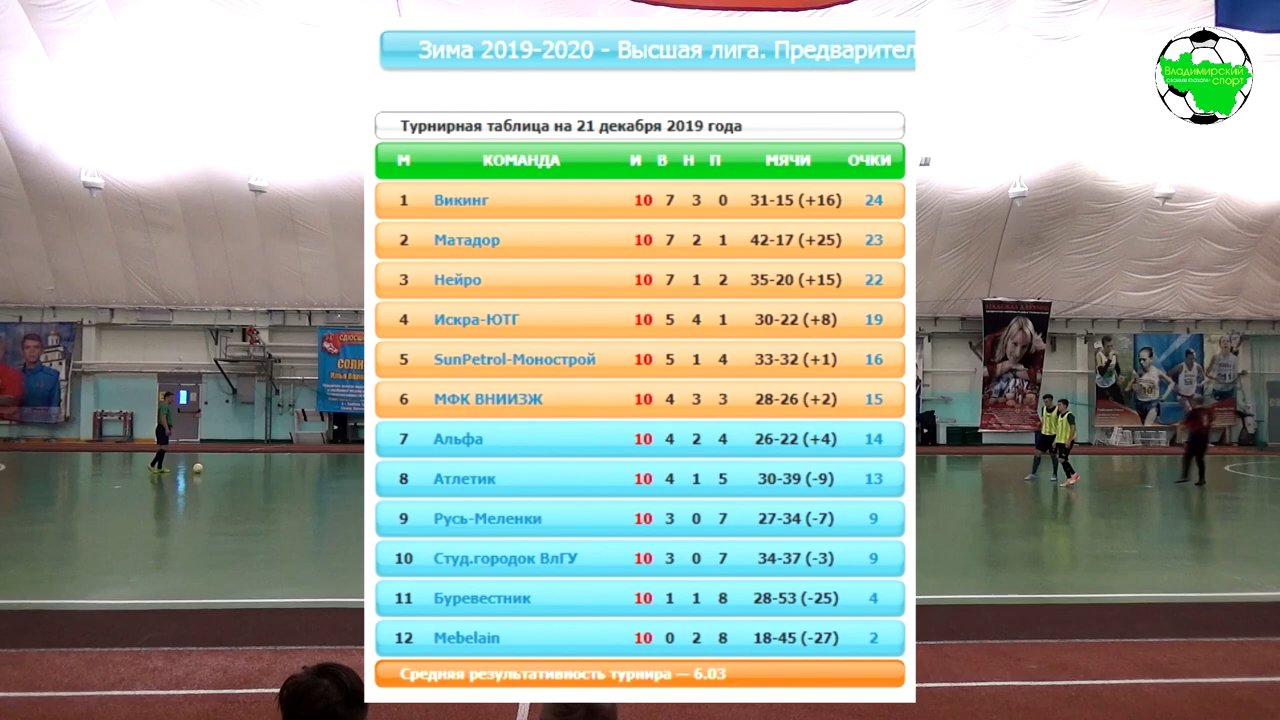 Зима 2019-2020 - Высшая лига. Предварител
Владимирский
спорт
Турнирная таблица на 21 декабря 2019 года
М КОМАНДА И В Н П МЯЧИ ОЧКИ
1 Викинг 10 7 3 0 31-15 (+16) 24
2 Матадор 10 7 2 1 42-17 (+25) 23
3 Нейро 10 7 1 2 35-20 (+15) 22
4 Искра-ЮТГ 10 5 4 1 30-22 (+8) 19
5 SunPetrol-Монострой 10 5 1 4 33-32 (+1) 16
6 МФК ВНИИЗЖ 10 4 3 3 28-26 (+2) 15
7 Альфа 10 4 2 4 26-22 (+4) 14
8 Атлетик 10 4 1 5 30-39 (-9) 13
9 Русь-Меленки 10 3 0 7 27-34 (-7) 9
10 Студ.городок ВлГУ 10 3 0 7 34-37 (-3) 9
11 Буревестник 10 1 1 8 28-53 (-25) 4
12 Mebelain 10 0 2 8 18-45 (-27) 2
Средняя результативность турнира — 6.03